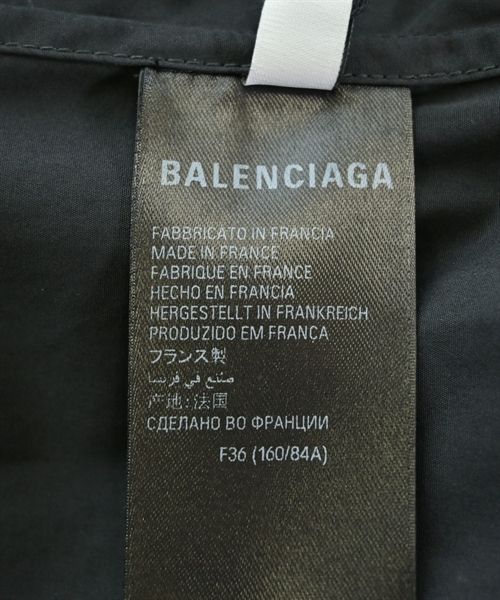 BALENCIAGA
FABBRICATO IN FRANCIA
MADE IN FRANCE
FABRIQUE EN FRANCE
HECHO EN FRANCIA
HERGESTELLT IN FRANKREICH
PRODUZIDO EM FRANCA
フランス製
صنع في فرنسا
产地:法国
СДЕЛАНО ВО ФРАНЦИИ
F36 (160/84A)